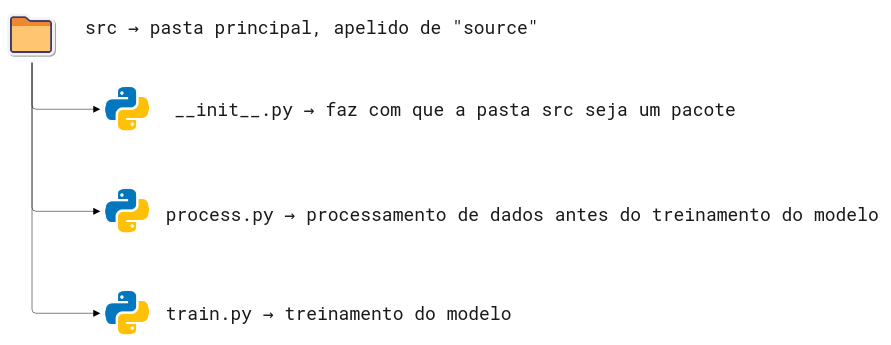 src → pasta principal, apelido de "source"
__init__.py → faz com que a pasta src seja um pacote
process.py → processamento de dados antes do treinamento do modelo
train.py → treinamento do modelo